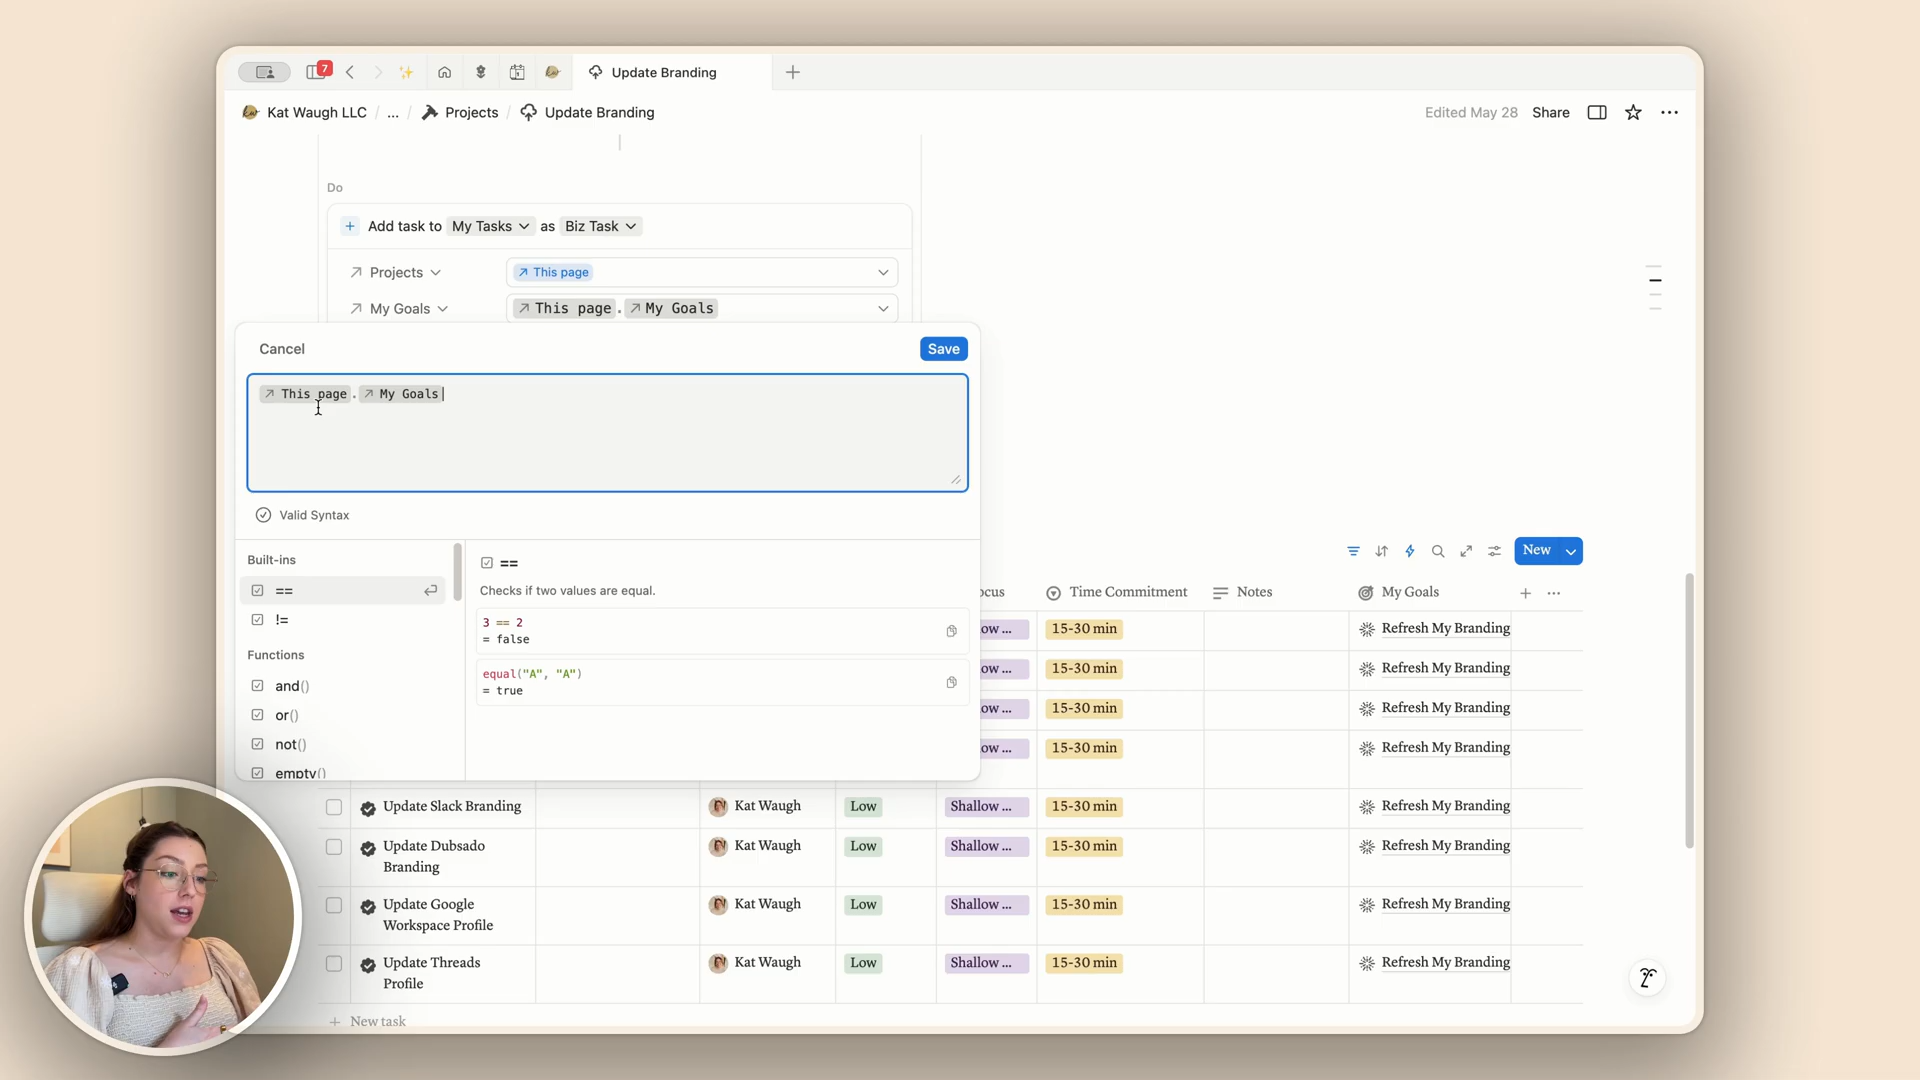 7
Update Branding
Kat Waugh LLC / ... / Projects / Update Branding
Edited May 28
Share
Do
Add task to My Tasks as Biz Task
Projects
This page
My Goals
This page . My Goals
Cancel
Save
This page . My Goals
Valid Syntax
Built-ins
==
!=
Functions
and()
or()
not()
empty()
==
Checks if two values are equal.
3 == 2
= false
equal("A", "A")
= true
New
ocus
Time Commitment
Notes
My Goals
ow ...
15-30 min
Refresh My Branding
ow ...
15-30 min
Refresh My Branding
ow ...
15-30 min
Refresh My Branding
ow ...
15-30 min
Refresh My Branding
Update Slack Branding
Kat Waugh
Low
Shallow ...
15-30 min
Refresh My Branding
Update Dubsado
Branding
Kat Waugh
Low
Shallow ...
15-30 min
Refresh My Branding
Update Google
Workspace Profile
Kat Waugh
Low
Shallow ...
15-30 min
Refresh My Branding
Update Threads
Profile
Kat Waugh
Low
Shallow ...
15-30 min
Refresh My Branding
New task